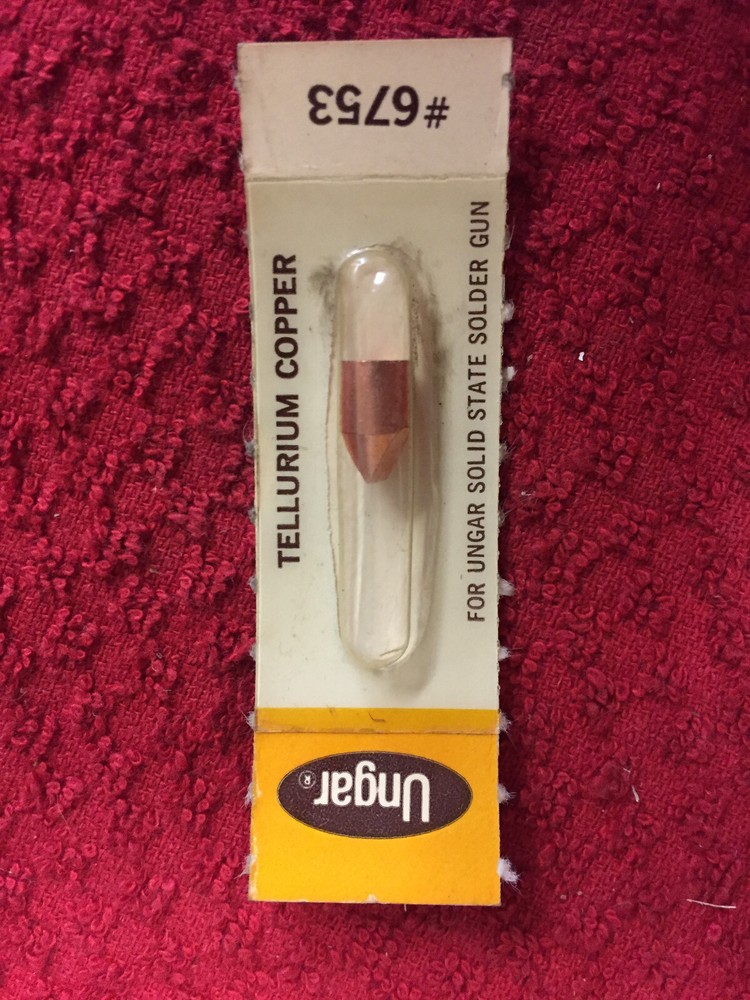 #6753
TELLURIUM COPPER
FOR UNGAR SOLID STATE SOLDER GUN
Ungar®